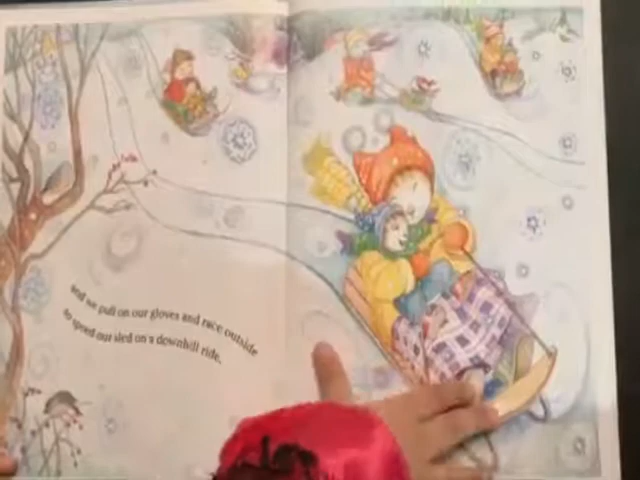 and we pull on our gloves and race outside
to speed our sled on a downhill ride,